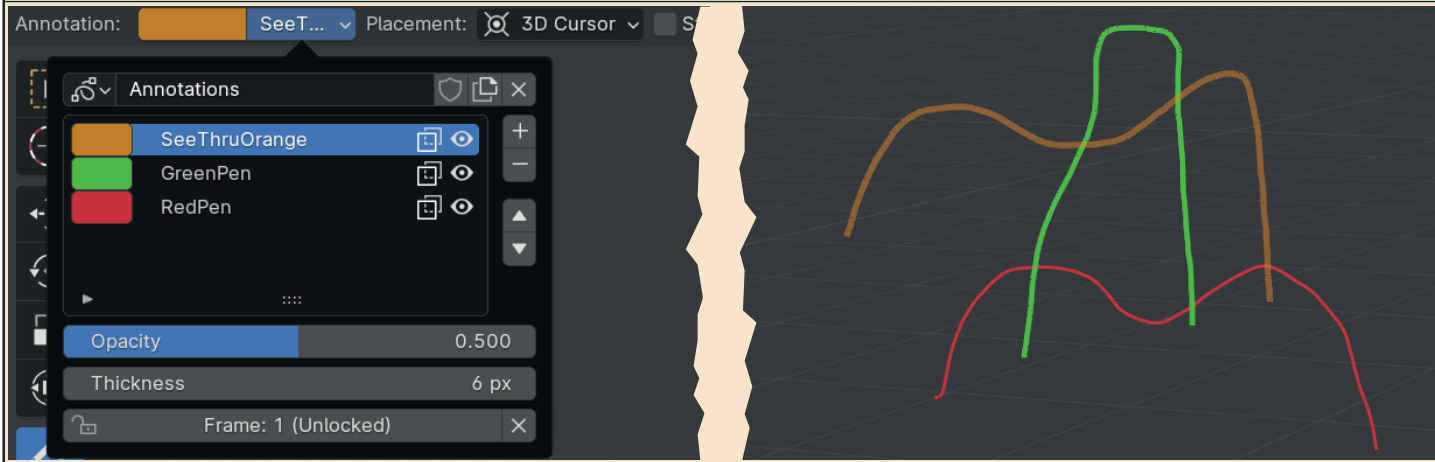 Annotation: SeeT... Placement: 3D Cursor
Annotations
SeeThruOrange
GreenPen
RedPen
Opacity 0.500
Thickness 6 px
Frame: 1 (Unlocked)